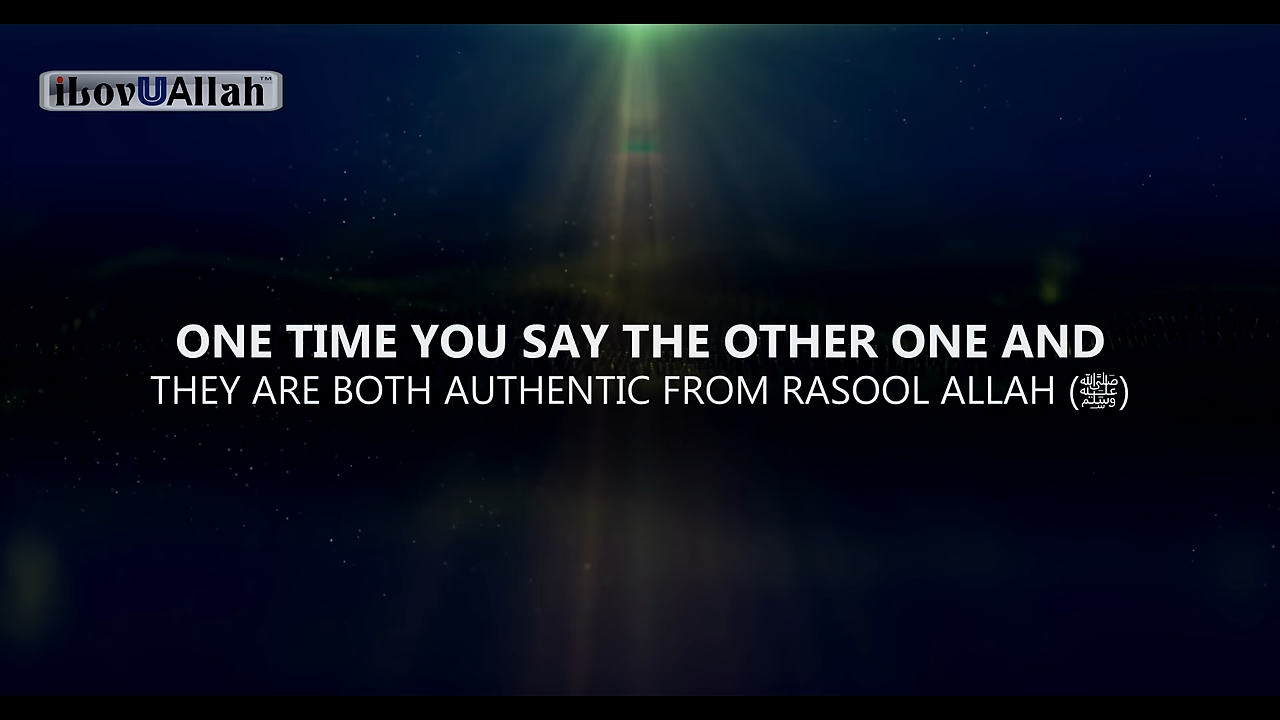 iLovUAllah™
ONE TIME YOU SAY THE OTHER ONE AND
THEY ARE BOTH AUTHENTIC FROM RASOOL ALLAH (ﷺ)